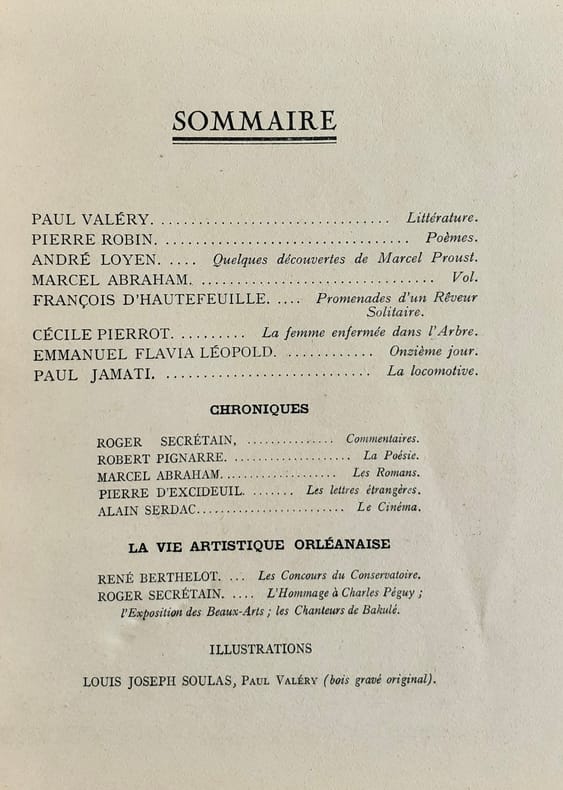 SOMMAIRE
PAUL VALÉRY. ............................... Littérature.
PIERRE ROBIN. ................................. Poèmes.
ANDRÉ LOYEN. .... Quelques découvertes de Marcel Proust.
MARCEL ABRAHAM. ............................... Vol.
FRANÇOIS D'HAUTEFEUILLE. .... Promenades d'un Rêveur
Solitaire.
CÉCILE PIERROT. ......... La femme enfermée dans l'Arbre.
EMMANUEL FLAVIA LÉOPOLD. ............ Onzième jour.
PAUL JAMATI. ............................ La locomotive.
CHRONIQUES
ROGER SECRÉTAIN, ............... Commentaires.
ROBERT PIGNARRE. ................... La Poésie.
MARCEL ABRAHAM.................... Les Romans.
PIERRE D'EXCIDEUIL. ....... Les lettres étrangères.
ALAIN SERDAC........................ Le Cinéma.
LA VIE ARTISTIQUE ORLÉANAISE
RENÉ BERTHELOT. ... Les Concours du Conservatoire.
ROGER SECRÉTAIN. .... L'Hommage à Charles Péguy ;
l'Exposition des Beaux-Arts ; les Chanteurs de Bakulé.
ILLUSTRATIONS
LOUIS JOSEPH SOULAS, PAUL VALÉRY (bois gravé original).